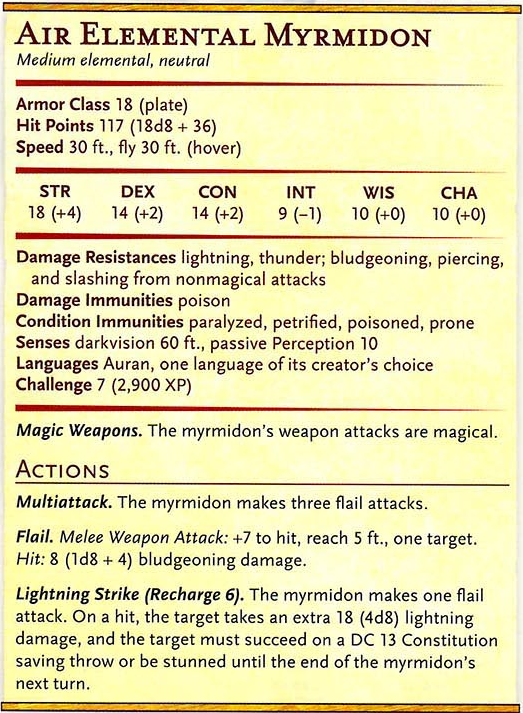 AIR ELEMENTAL MYRMIDON
Medium elemental, neutral
Armor Class 18 (plate)
Hit Points 117 (18d8 + 36)
Speed 30 ft., fly 30 ft. (hover)
STR DEX CON INT WIS CHA
18 (+4) 14 (+2) 14 (+2) 9 (–1) 10 (+0) 10 (+0)
Damage Resistances lightning, thunder; bludgeoning, piercing,
and slashing from nonmagical attacks
Damage Immunities poison
Condition Immunities paralyzed, petrified, poisoned, prone
Senses darkvision 60 ft., passive Perception 10
Languages Auran, one language of its creator's choice
Challenge 7 (2,900 XP)
Magic Weapons. The myrmidon's weapon attacks are magical.
ACTIONS
Multiattack. The myrmidon makes three flail attacks.
Flail. Melee Weapon Attack: +7 to hit, reach 5 ft., one target.
Hit: 8 (1d8 + 4) bludgeoning damage.
Lightning Strike (Recharge 6). The myrmidon makes one flail
attack. On a hit, the target takes an extra 18 (4d8) lightning
damage, and the target must succeed on a DC 13 Constitution
saving throw or be stunned until the end of the myrmidon's
next turn.